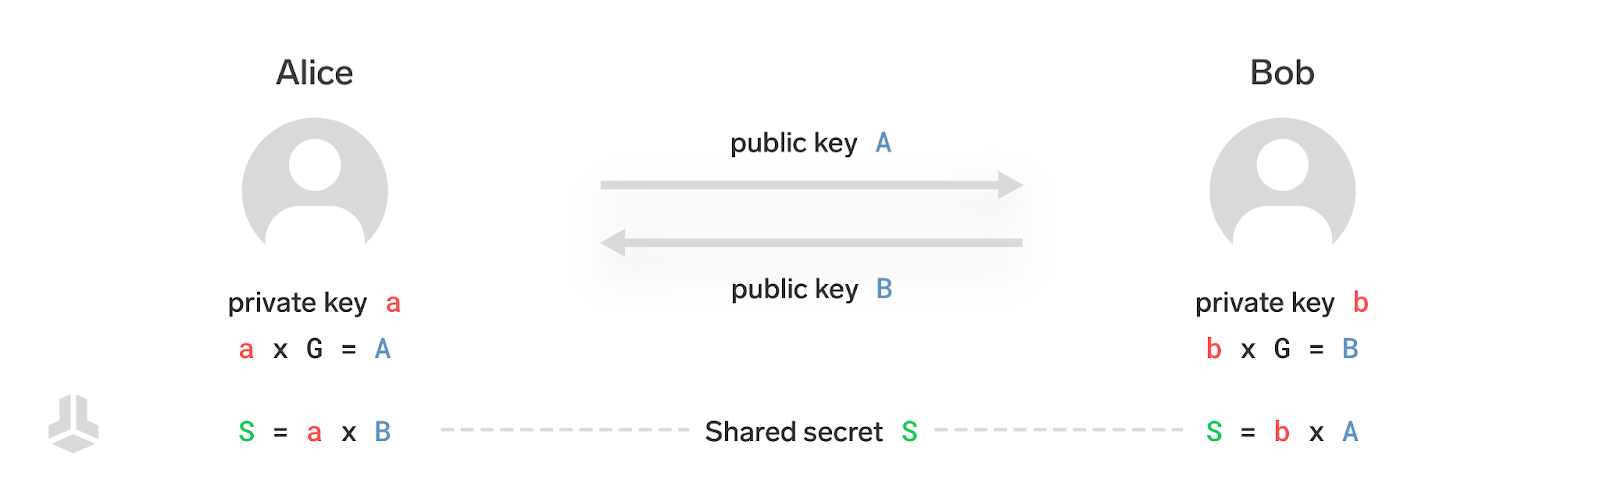 Alice
Bob
public key A
public key B
private key a
a x G = A
private key b
b x G = B
S = a x B
Shared secret S
S = b x A